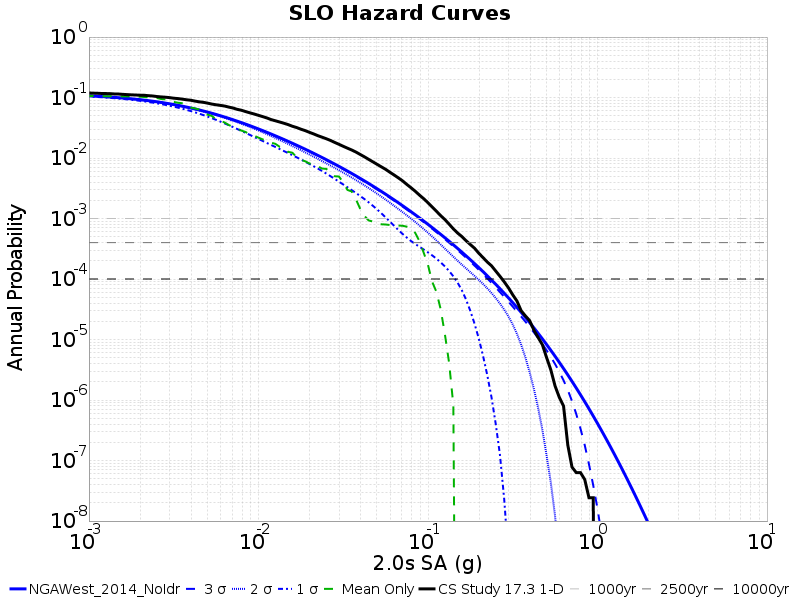 SLO Hazard Curves
10^0
10^-1
10^-2
10^-3
10^-4
10^-5
10^-6
10^-7
10^-8
Annual Probability
10^-3 10^-2 10^-1 10^0 10^1
2.0s SA (g)
NGAWest_2014_NoIdr 3 σ 2 σ 1 σ Mean Only CS Study 17.3 1-D 1000yr 2500yr 10000yr